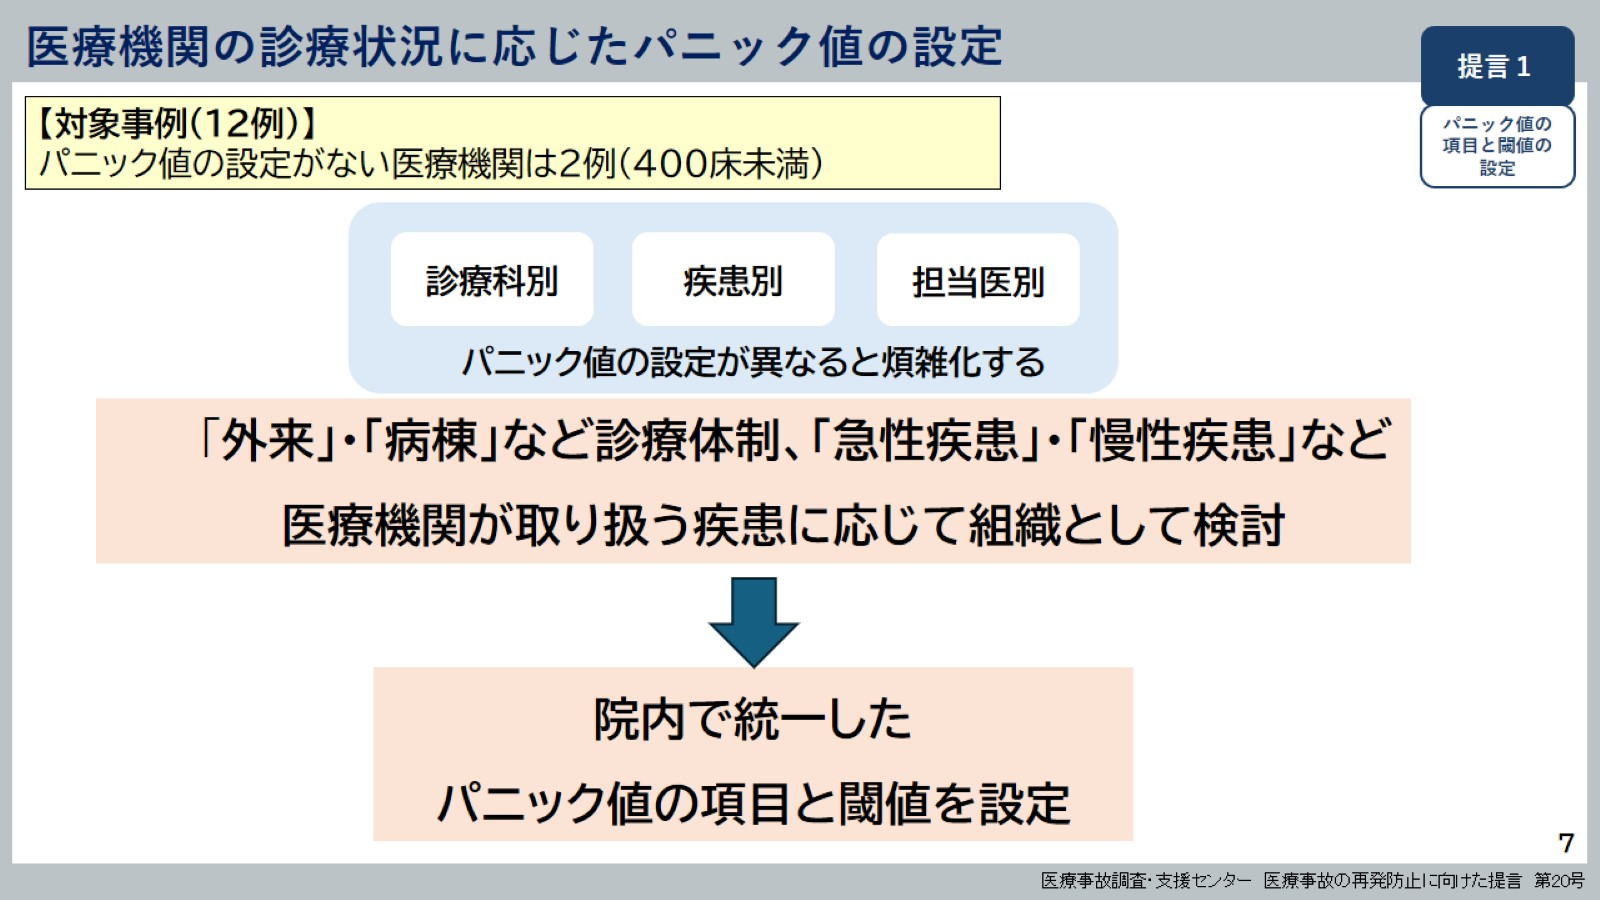 医療機関の診療状況に応じたパニック値の設定
提言1
パニック値の
項目と閾値の
設定
【対象事例(12例)】
パニック値の設定がない医療機関は2例(400床未満)
診療科別
疾患別
担当医別
パニック値の設定が異なると煩雑化する
「外来」・「病棟」など診療体制、「急性疾患」・「慢性疾患」など
医療機関が取り扱う疾患に応じて組織として検討
院内で統一した
パニック値の項目と閾値を設定
7
医療事故調査・支援センター 医療事故の再発防止に向けた提言 第20号